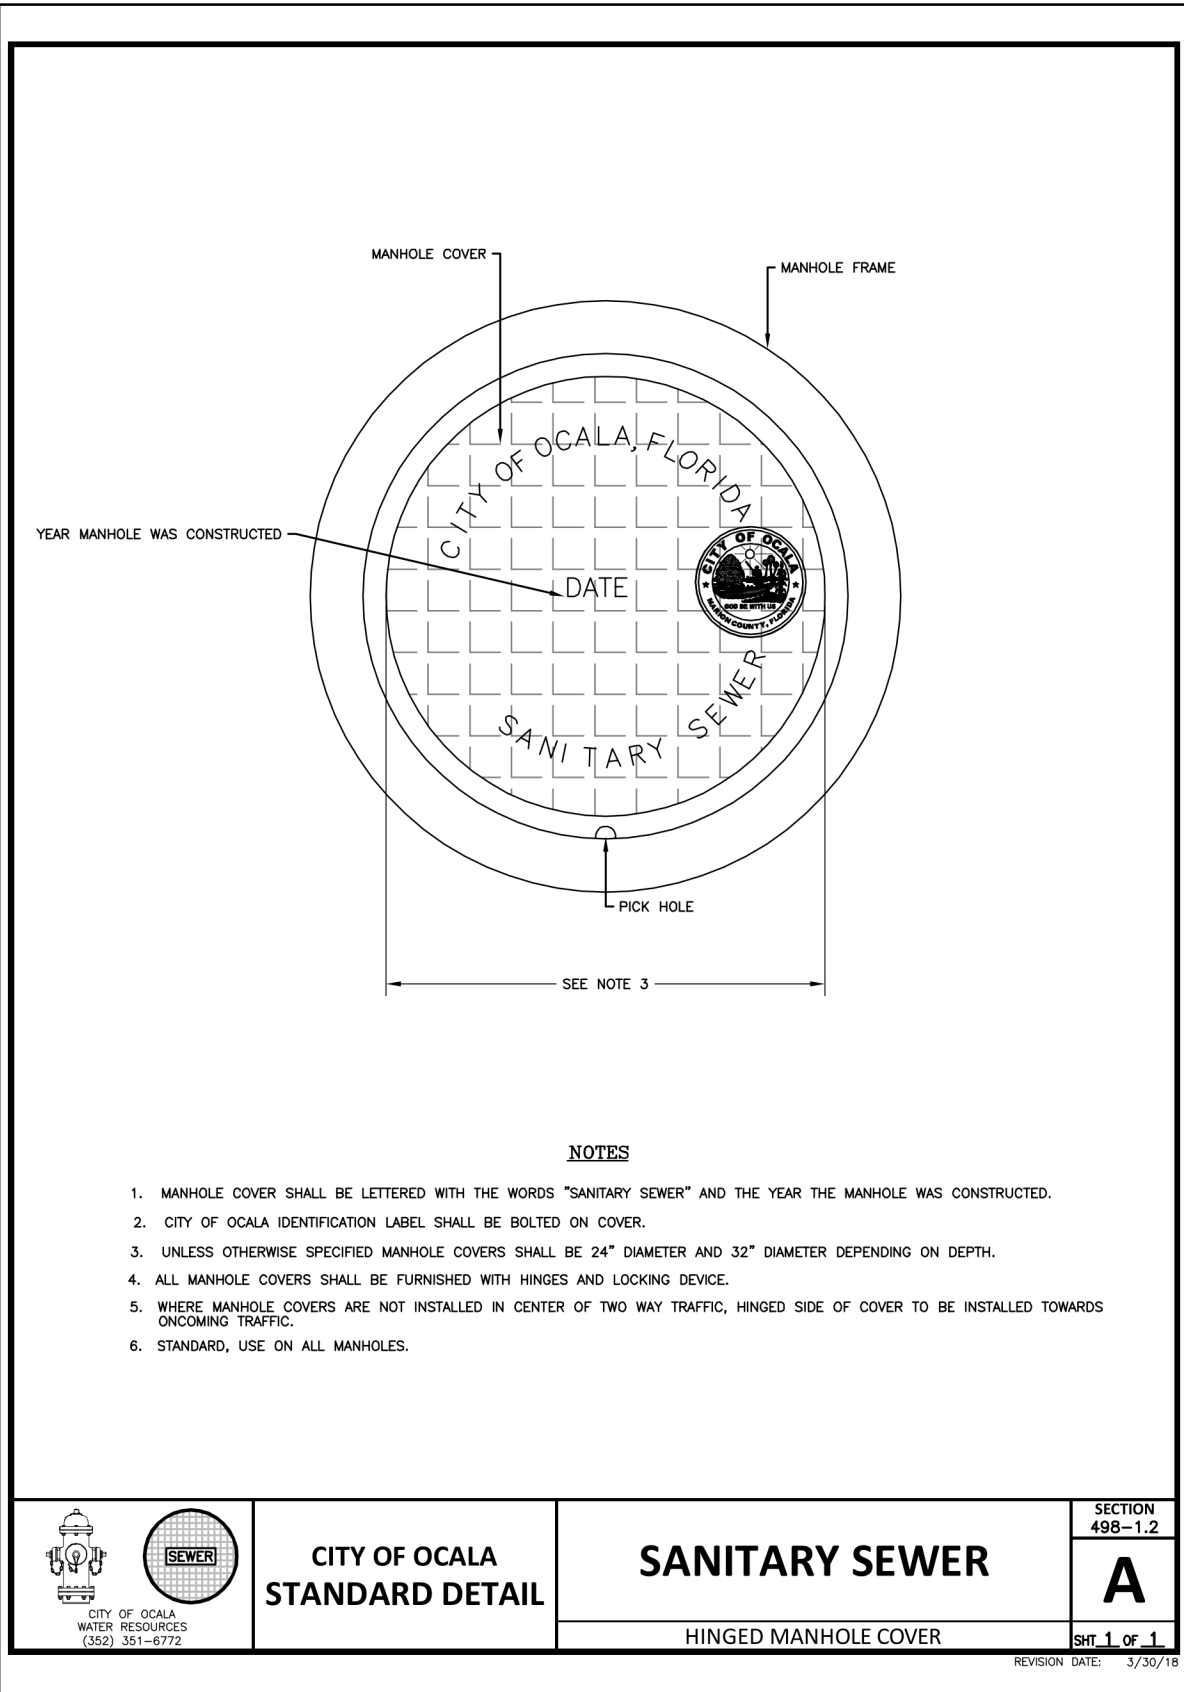 MANHOLE COVER
MANHOLE FRAME
CITY OF OCALA, FLORIDA
YEAR MANHOLE WAS CONSTRUCTED
CITY OF OCALA
GOD BE WITH US
MARION COUNTY, FLORIDA
DATE
SANITARY SEWER
PICK HOLE
SEE NOTE 3
NOTES
1. MANHOLE COVER SHALL BE LETTERED WITH THE WORDS "SANITARY SEWER" AND THE YEAR THE MANHOLE WAS CONSTRUCTED.
2. CITY OF OCALA IDENTIFICATION LABEL SHALL BE BOLTED ON COVER.
3. UNLESS OTHERWISE SPECIFIED MANHOLE COVERS SHALL BE 24" DIAMETER AND 32" DIAMETER DEPENDING ON DEPTH.
4. ALL MANHOLE COVERS SHALL BE FURNISHED WITH HINGES AND LOCKING DEVICE.
5. WHERE MANHOLE COVERS ARE NOT INSTALLED IN CENTER OF TWO WAY TRAFFIC, HINGED SIDE OF COVER TO BE INSTALLED TOWARDS
ONCOMING TRAFFIC.
6. STANDARD, USE ON ALL MANHOLES.
SEWER
CITY OF OCALA
WATER RESOURCES
(352) 351-6772
CITY OF OCALA
STANDARD DETAIL
SANITARY SEWER
HINGED MANHOLE COVER
SECTION
498-1.2
A
SHT 1 OF 1
REVISION DATE: 3/30/18